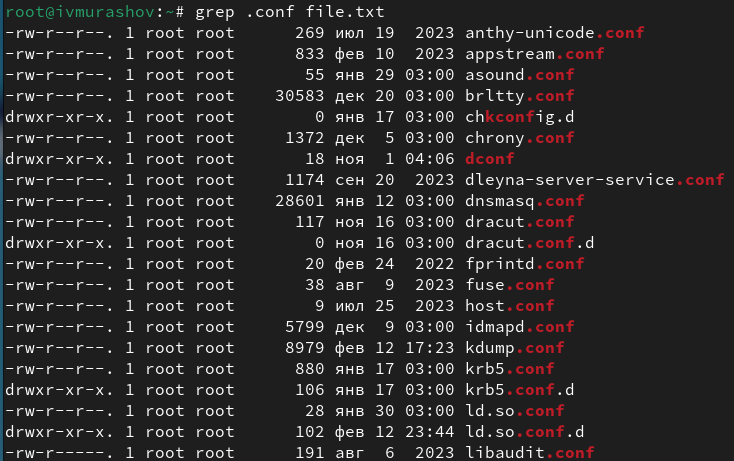 root@ivmurashov:~# grep .conf file.txt
-rw-r--r--. 1 root root 269 июл 19 2023 anthy-unicode.conf
-rw-r--r--. 1 root root 833 фев 10 2023 appstream.conf
-rw-r--r--. 1 root root 55 янв 29 03:00 asound.conf
-rw-r--r--. 1 root root 30583 дек 20 03:00 brltty.conf
drwxr-xr-x. 1 root root 0 янв 17 03:00 chkconfig.d
-rw-r--r--. 1 root root 1372 дек 5 03:00 chrony.conf
drwxr-xr-x. 1 root root 18 ноя 1 04:06 dconf
-rw-r--r--. 1 root root 1174 сен 20 2023 dleyna-server-service.conf
-rw-r--r--. 1 root root 28601 янв 12 03:00 dnsmasq.conf
-rw-r--r--. 1 root root 117 ноя 16 03:00 dracut.conf
drwxr-xr-x. 1 root root 0 ноя 16 03:00 dracut.conf.d
-rw-r--r--. 1 root root 20 фев 24 2022 fprintd.conf
-rw-r--r--. 1 root root 38 авг 9 2023 fuse.conf
-rw-r--r--. 1 root root 9 июл 25 2023 host.conf
-rw-r--r--. 1 root root 5799 дек 9 03:00 idmapd.conf
-rw-r--r--. 1 root root 8979 фев 12 17:23 kdump.conf
-rw-r--r--. 1 root root 880 янв 17 03:00 krb5.conf
drwxr-xr-x. 1 root root 106 янв 17 03:00 krb5.conf.d
-rw-r--r--. 1 root root 28 янв 30 03:00 ld.so.conf
drwxr-xr-x. 1 root root 102 фев 12 23:44 ld.so.conf.d
-rw-r-----. 1 root root 191 авг 6 2023 libaudit.conf